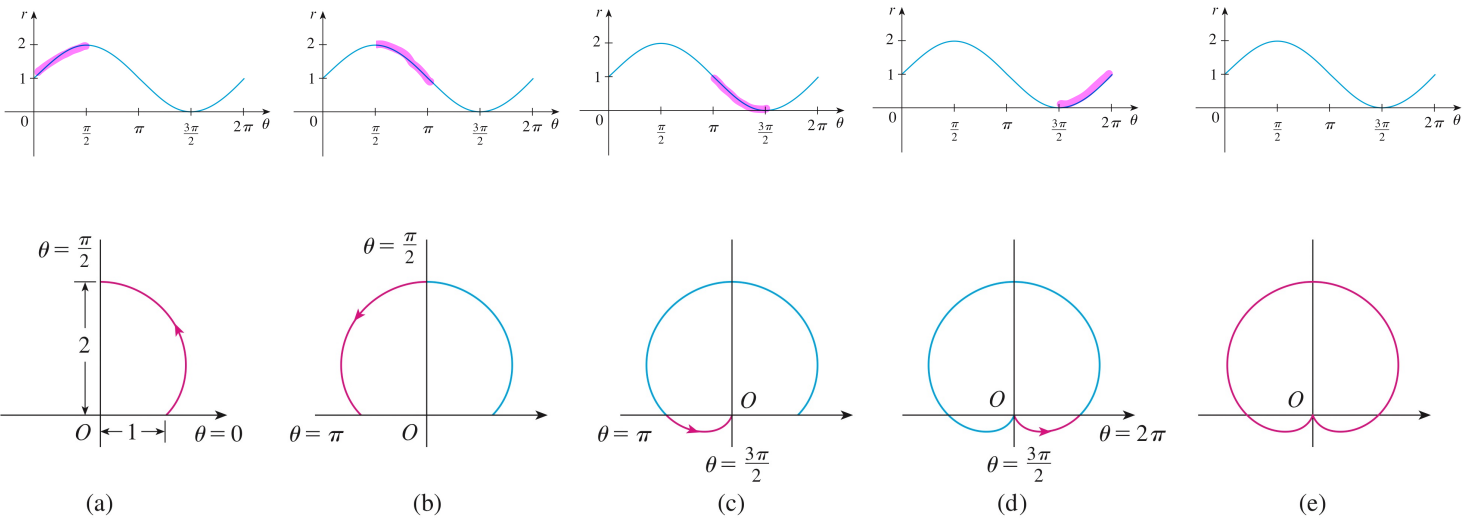 r r r r r
2 2 2 2 2
1 1 1 1 1
0 π/2 π 3π/2 2π θ 0 π/2 π 3π/2 2π θ 0 π/2 π 3π/2 2π θ 0 π/2 π 3π/2 2π θ 0 π/2 π 3π/2 2π θ
θ = π/2 θ = π/2
2
O O O
O 1 θ = 0 θ = π O θ = π θ = 2π
θ = 3π/2 θ = 3π/2
(a) (b) (c) (d) (e)